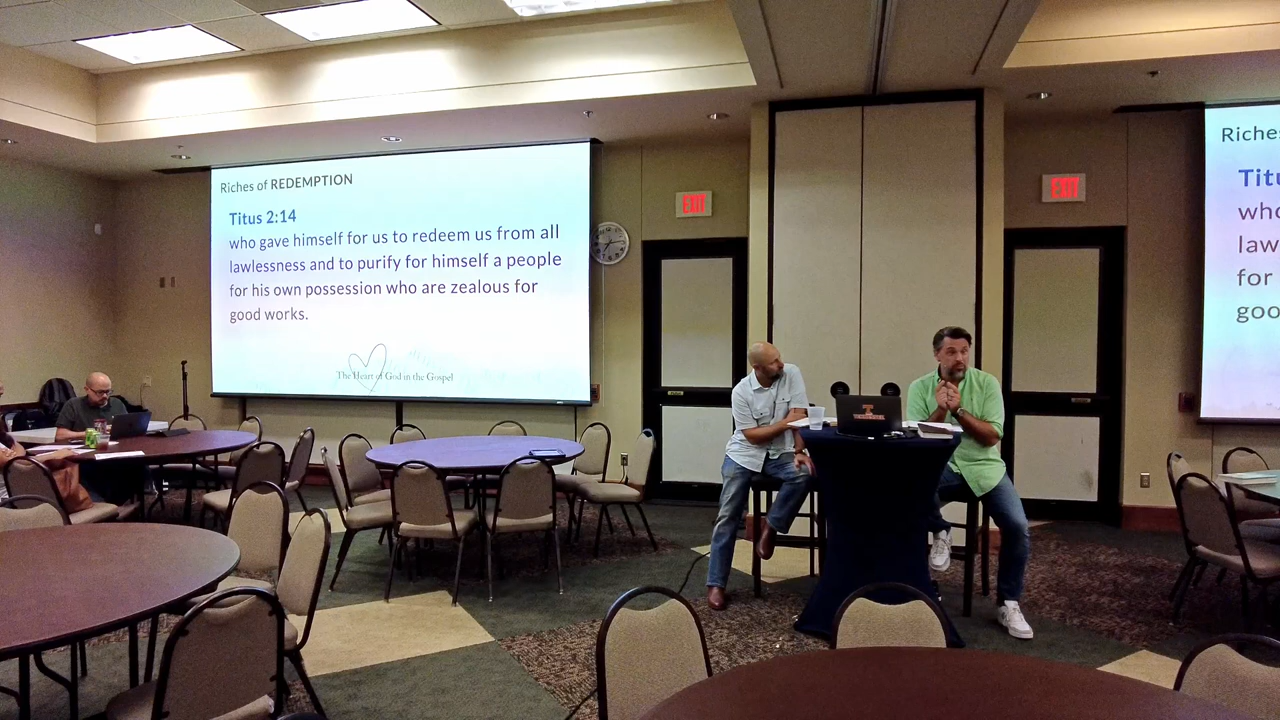 Riches of REDEMPTION
Titus 2:14
who gave himself for us to redeem us from all
lawlessness and to purify for himself a people
for his own possession who are zealous for
good works.
The Heart of God in the Gospel
EXIT
EXIT
T
Riches
Titu
who
law
for
goo